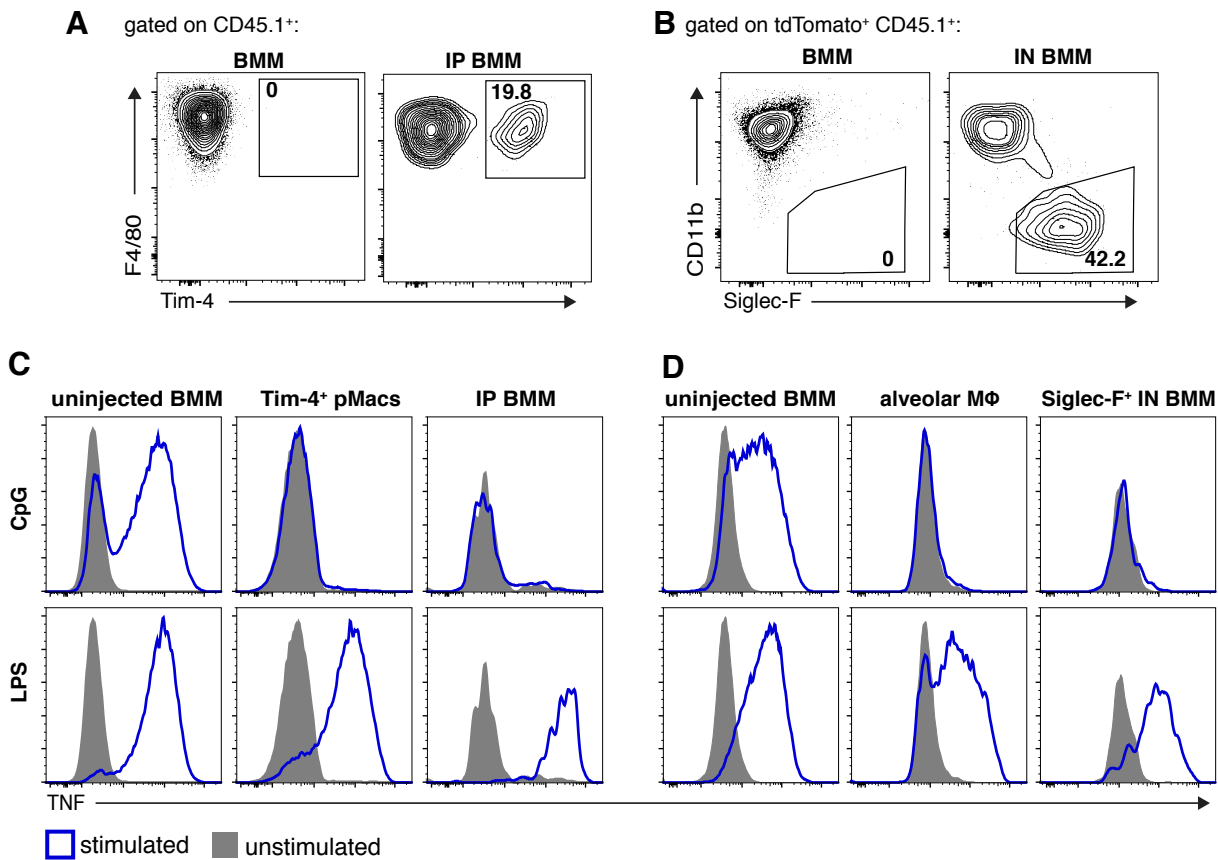 A gated on CD45.1⁺:
BMM IP BMM
0 19.8
F4/80
Tim-4
B gated on tdTomato⁺ CD45.1⁺:
BMM IN BMM
0 42.2
CD11b
Siglec-F
C
uninjected BMM Tim-4⁺ pMacs IP BMM
D
uninjected BMM alveolar MΦ Siglec-F⁺ IN BMM
CpG
LPS
TNF
stimulated unstimulated